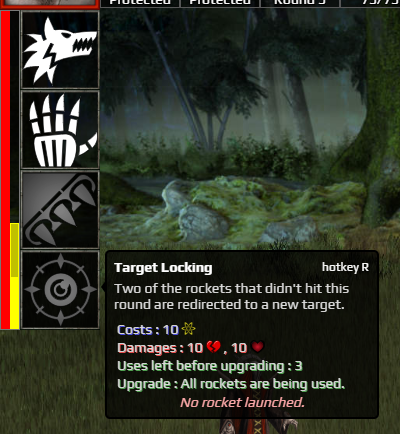 Protected Protected Round 5 75/75
Target Locking hotkey R
Two of the rockets that didn't hit this
round are redirected to a new target.
Costs : 10
Damages : 10 , 10
Uses left before upgrading : 3
Upgrade : All rockets are being used.
No rocket launched.